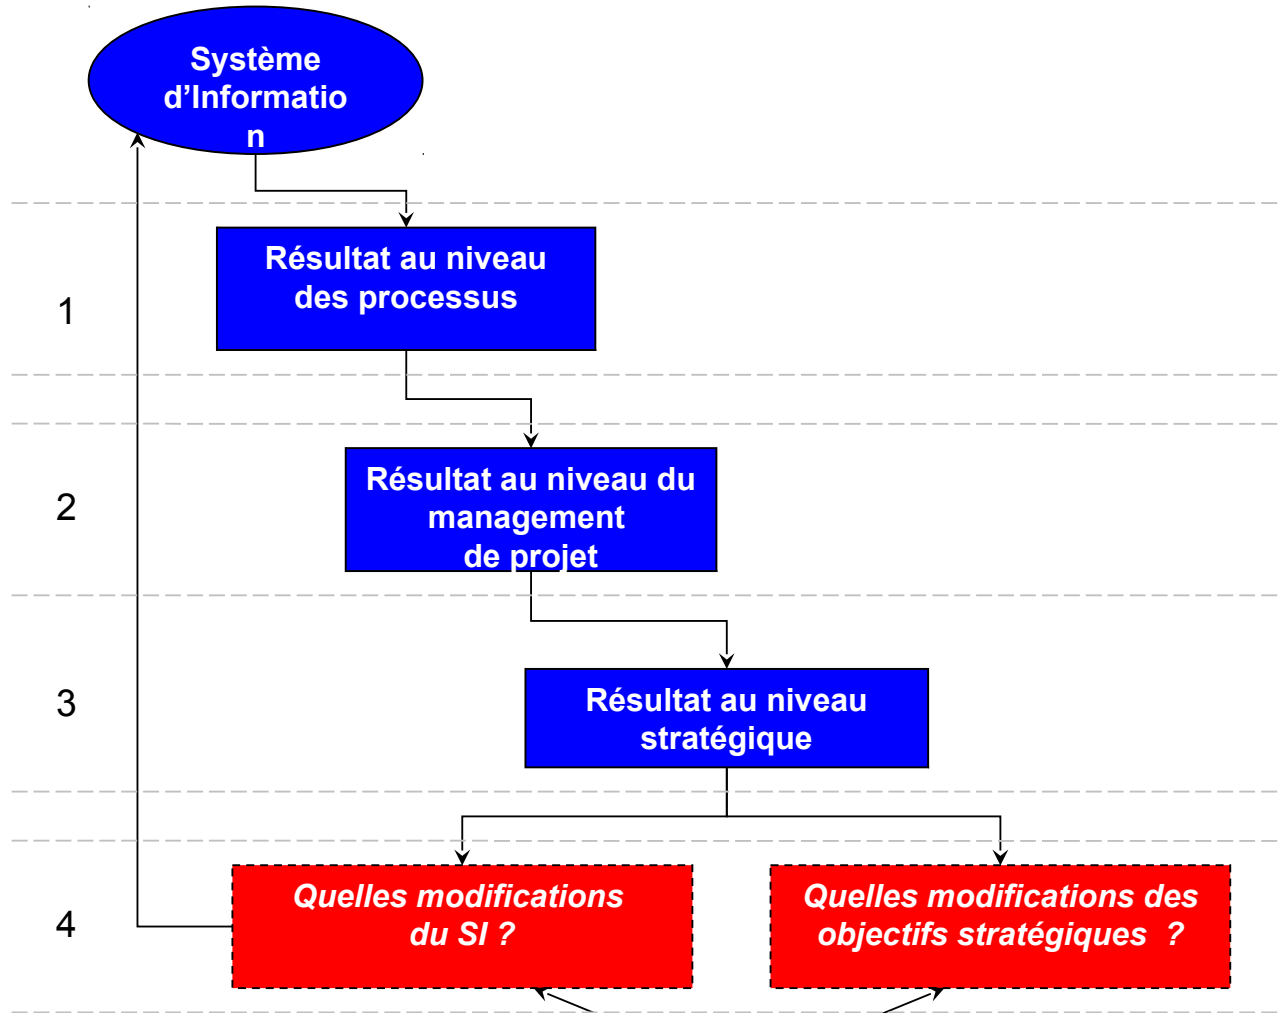 Système
d’Informatio
n
Résultat au niveau
des processus
1
Résultat au niveau du
management
de projet
2
Résultat au niveau
stratégique
3
Quelles modifications
du SI ?
Quelles modifications des
objectifs stratégiques  ?
4